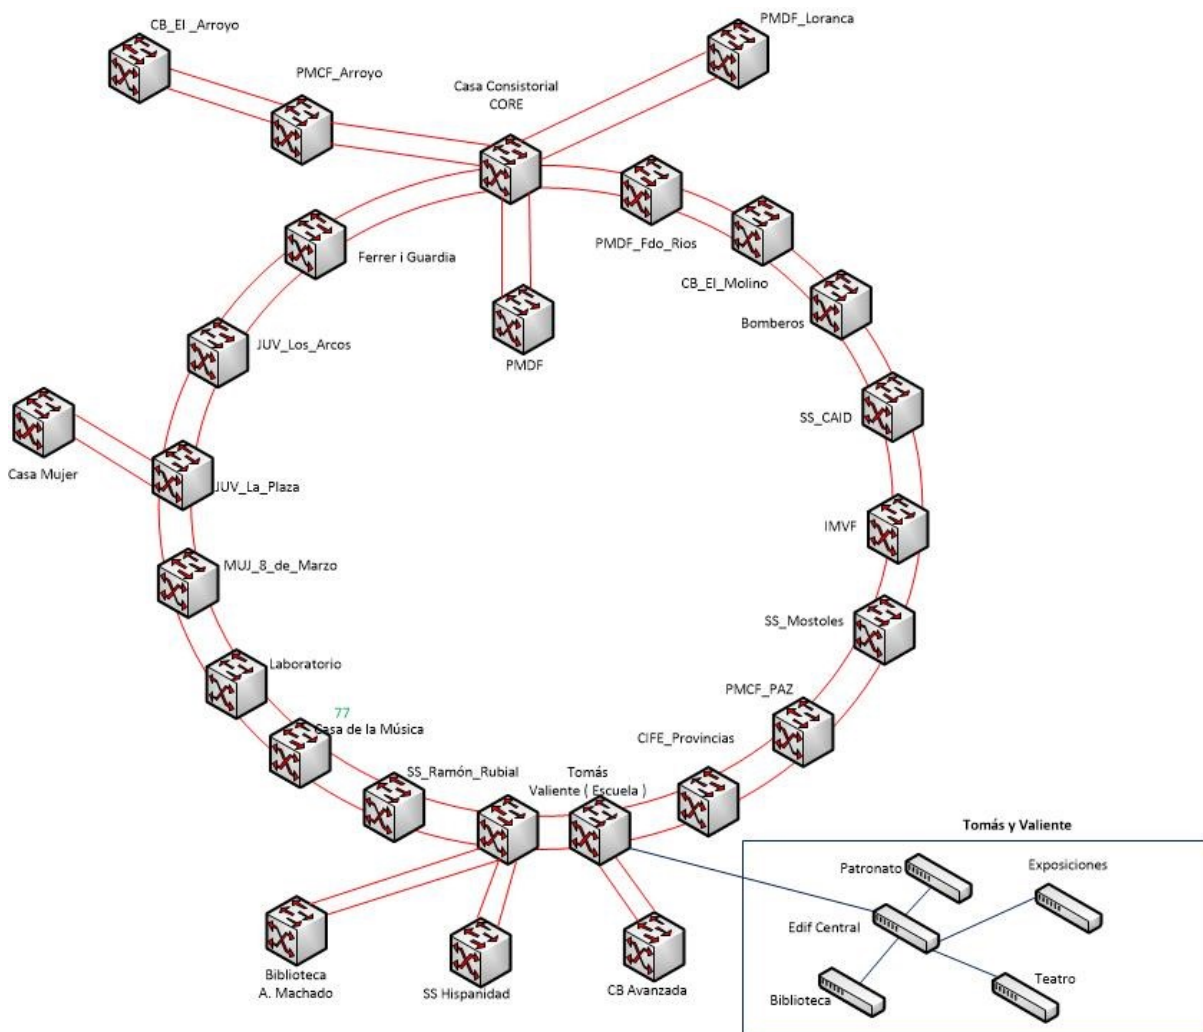 CB_El _Arroyo
PMDF_Loranca
PMCF_Arroyo
Casa Consistorial
CORE
PMDF_Fdo_Rios
Ferrer i Guardia
CB_El_Molino
Bomberos
JUV_Los_Arcos
PMDF
SS_CAID
Casa Mujer
JUV_La_Plaza
IMVF
MUJ_8_de_Marzo
SS_Mostoles
Laboratorio
PMCF_PAZ
77
Casa de la Música
CIFE_Provincias
SS_Ramón_Rubial
Tomás
Valiente ( Escuela )
Tomás y Valiente
Patronato
Exposiciones
Edif Central
Biblioteca
Teatro
Biblioteca
A. Machado
SS Hispanidad
CB Avanzada